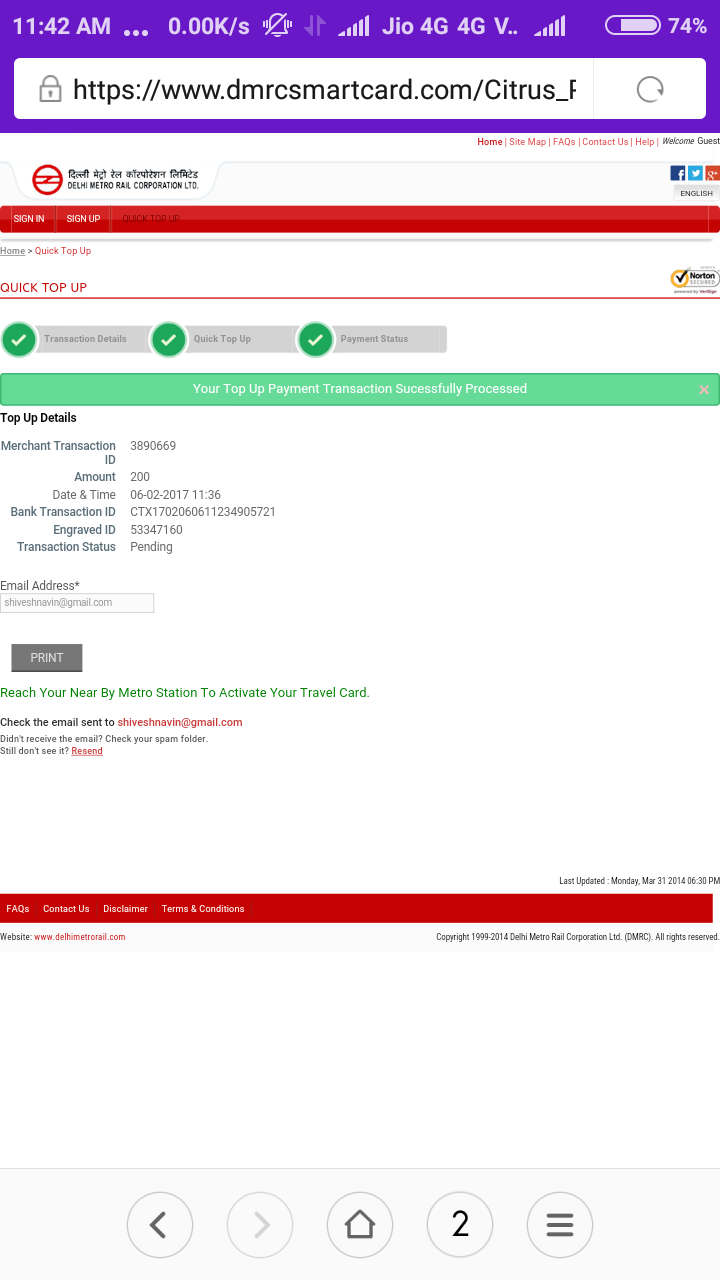 11:42 AM ... 0.00K/s Jio 4G 4G V.. 74%
https://www.dmrcsmartcard.com/Citrus_
Home | Site Map | FAQs | Contact Us | Help | Welcome Guest
दिल्ली मेट्रो रेल कॉरपोरेशन लिमिटेड
DELHI METRO RAIL CORPORATION LTD.
ENGLISH
SIGN IN SIGN UP QUICK TOP UP
Home > Quick Top Up
QUICK TOP UP
Norton
SECURED
powered by VeriSign
Transaction Details Quick Top Up Payment Status
Your Top Up Payment Transaction Sucessfully Processed
Top Up Details
Merchant Transaction ID 3890669
Amount 200
Date & Time 06-02-2017 11:36
Bank Transaction ID CTX1702060611234905721
Engraved ID 53347160
Transaction Status Pending
Email Address*
shiveshnavin@gmail.com
PRINT
Reach Your Near By Metro Station To Activate Your Travel Card.
Check the email sent to shiveshnavin@gmail.com
Didn't receive the email? Check your spam folder.
Still don't see it? Resend
Last Updated : Monday, Mar 31 2014 06:30 PM
FAQs Contact Us Disclaimer Terms & Conditions
Website: www.delhimetrorail.com Copyright 1999-2014 Delhi Metro Rail Corporation Ltd. (DMRC). All rights reserved.
2